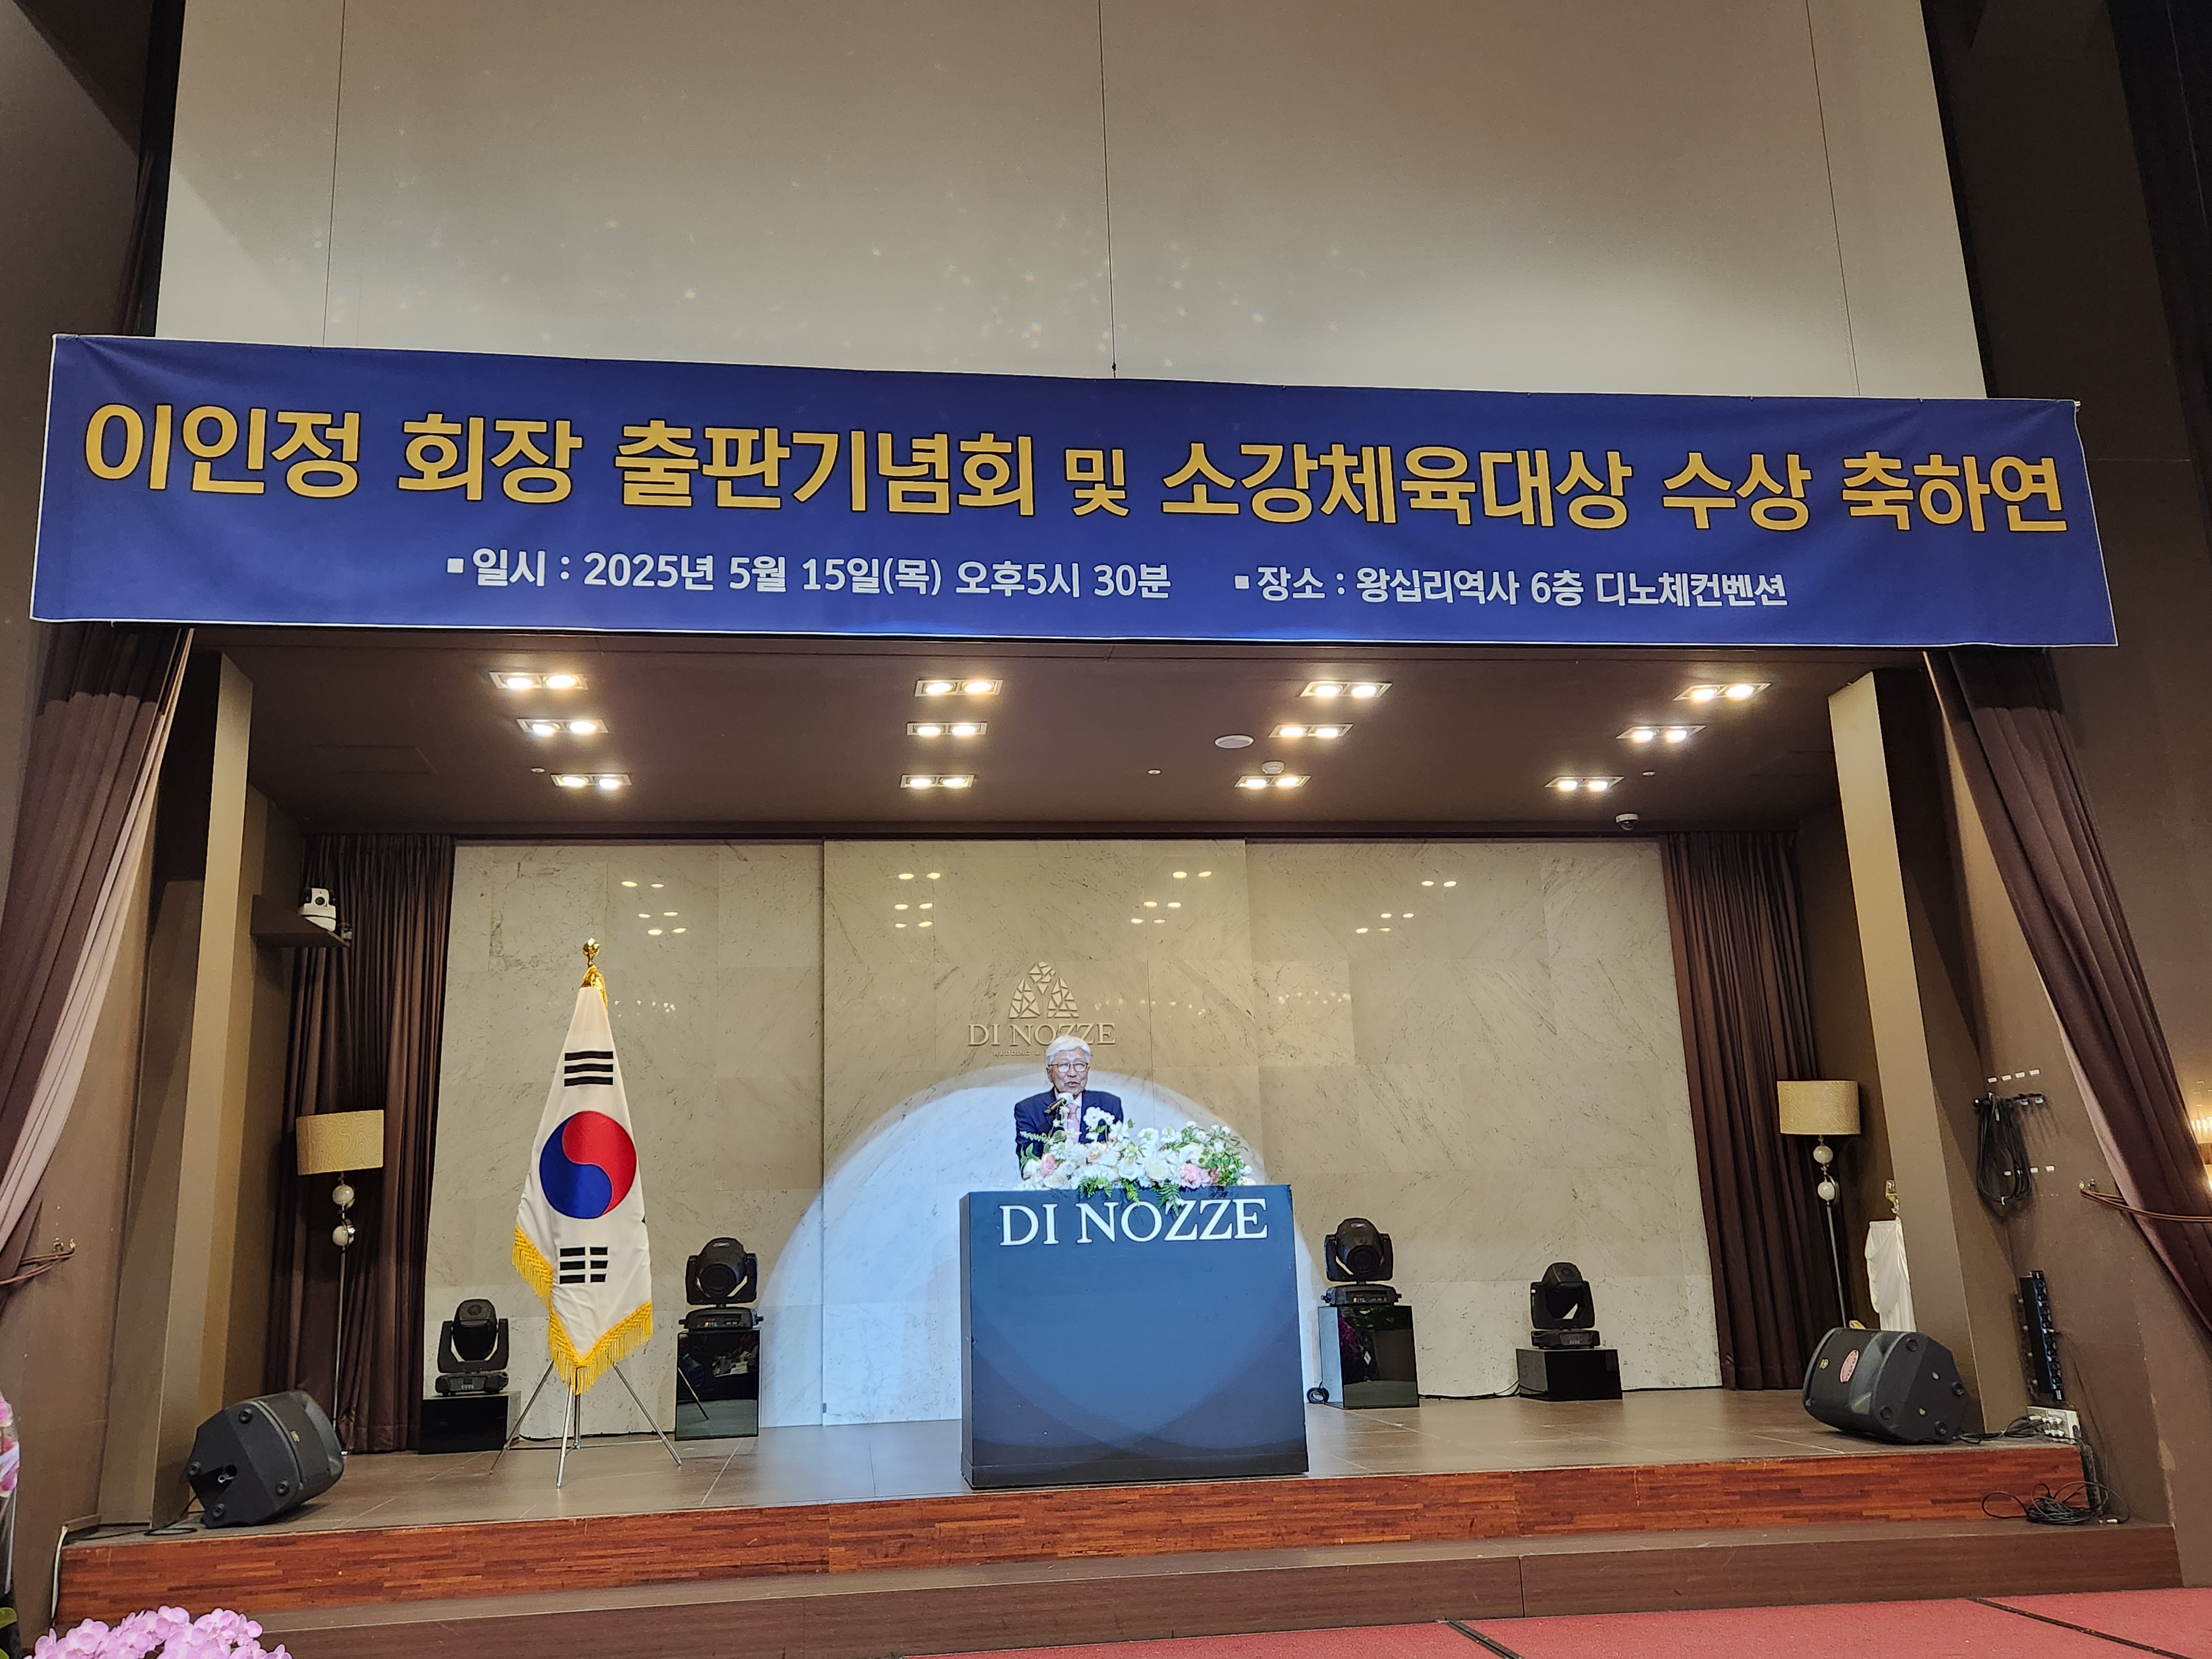 이인정 회장 출판기념회 및 소강체육대상 수상 축하연
▪일시 : 2025년 5월 15일(목) 오후5시 30분 ▪장소 : 왕십리역사 6층 디노체컨벤션
DI NOZZE
WEDDING
DI NOZZE